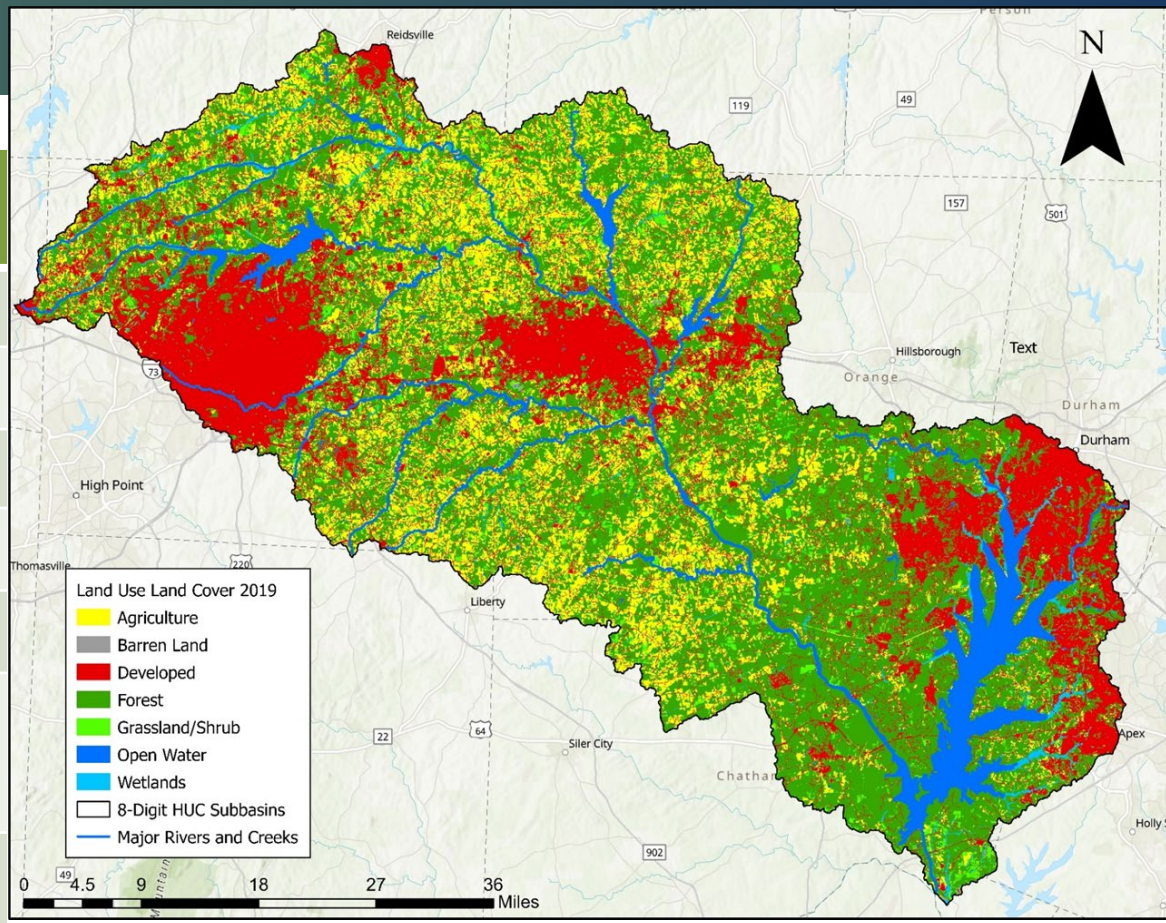 Person
Reidsville
N
119
49
157
501
Hillsborough
Text
Orange
Durham
Durham
73
High Point
220
Thomasville
Liberty
Land Use Land Cover 2019
Agriculture
Barren Land
Developed
Forest
Grassland/Shrub
Open Water
Wetlands
8-Digit HUC Subbasins
Major Rivers and Creeks
22
64
Siler City
Apex
Chathar
Holly
902
49
0 4.5 9 18 27 36
Miles